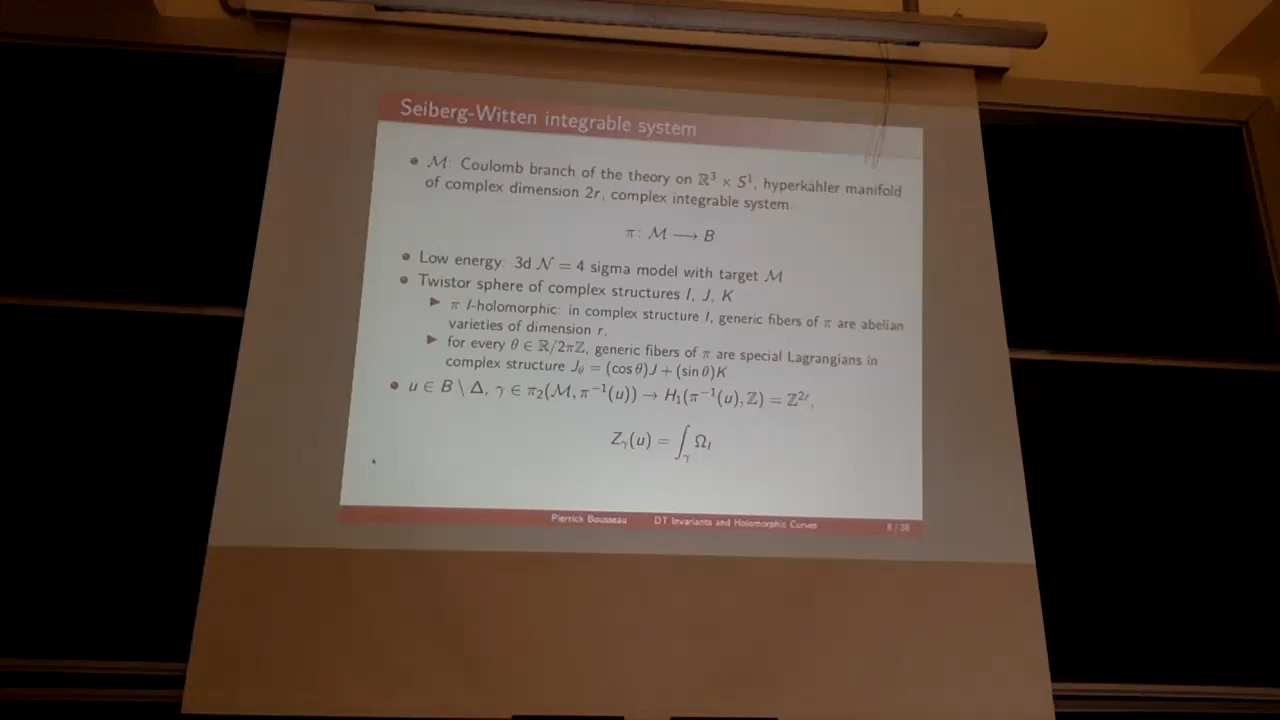 Seiberg-Witten integrable system
• M: Coulomb branch of the theory on ℝ³ × S¹, hyperkähler manifold
of complex dimension 2r, complex integrable system:
π: M ⟶ B
• Low energy: 3d N = 4 sigma model with target M
• Twistor sphere of complex structures I, J, K
▶ π I-holomorphic: in complex structure I, generic fibers of π are abelian
varieties of dimension r.
▶ for every θ ∈ ℝ/2πℤ, generic fibers of π are special Lagrangians in
complex structure J_θ = (cos θ)J + (sin θ)K
• u ∈ B \ Δ, γ ∈ π₂(M, π⁻¹(u)) → H₁(π⁻¹(u), ℤ) = ℤ²ʳ,
Z_γ(u) = ∫_γ Ω_I
Pierrick Bousseau DT Invariants and Holomorphic Curves 8 / 38